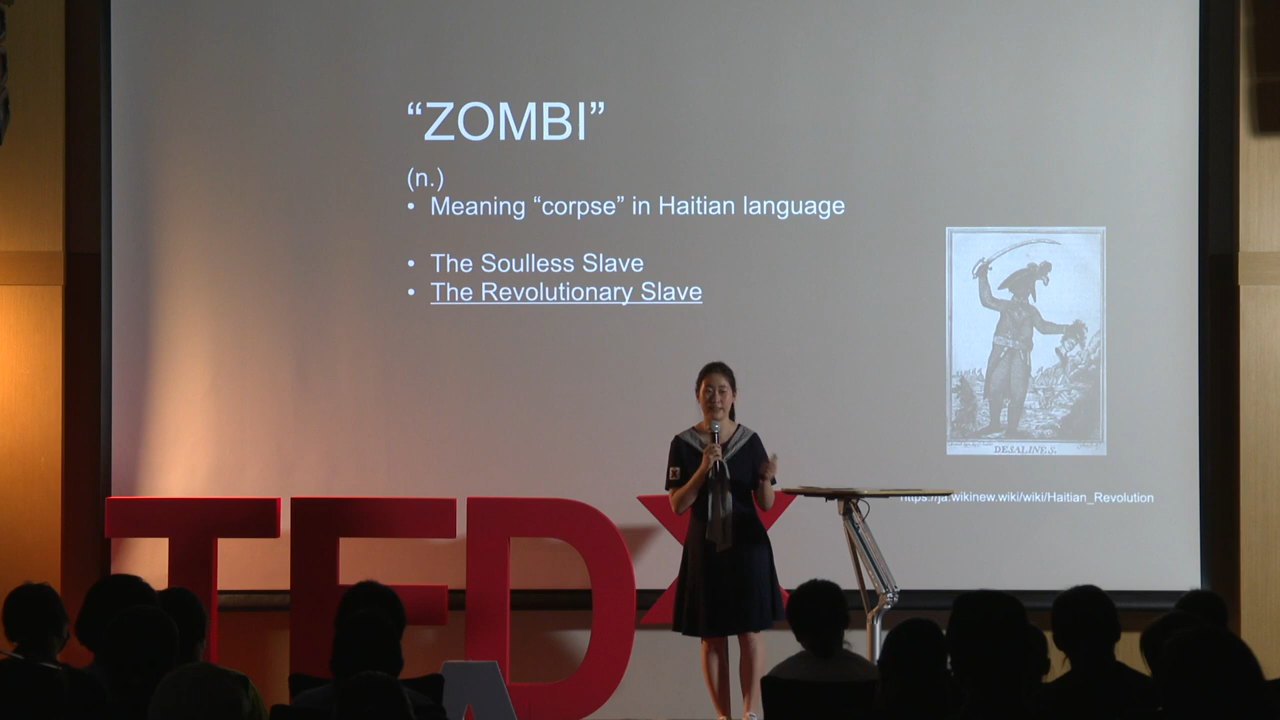 “ZOMBI”
(n.)
• Meaning “corpse” in Haitian language
• The Soulless Slave
• The Revolutionary Slave
DESALINES.
https://ja.wikinew.wiki/wiki/Haitian_Revolution
TEDX
A